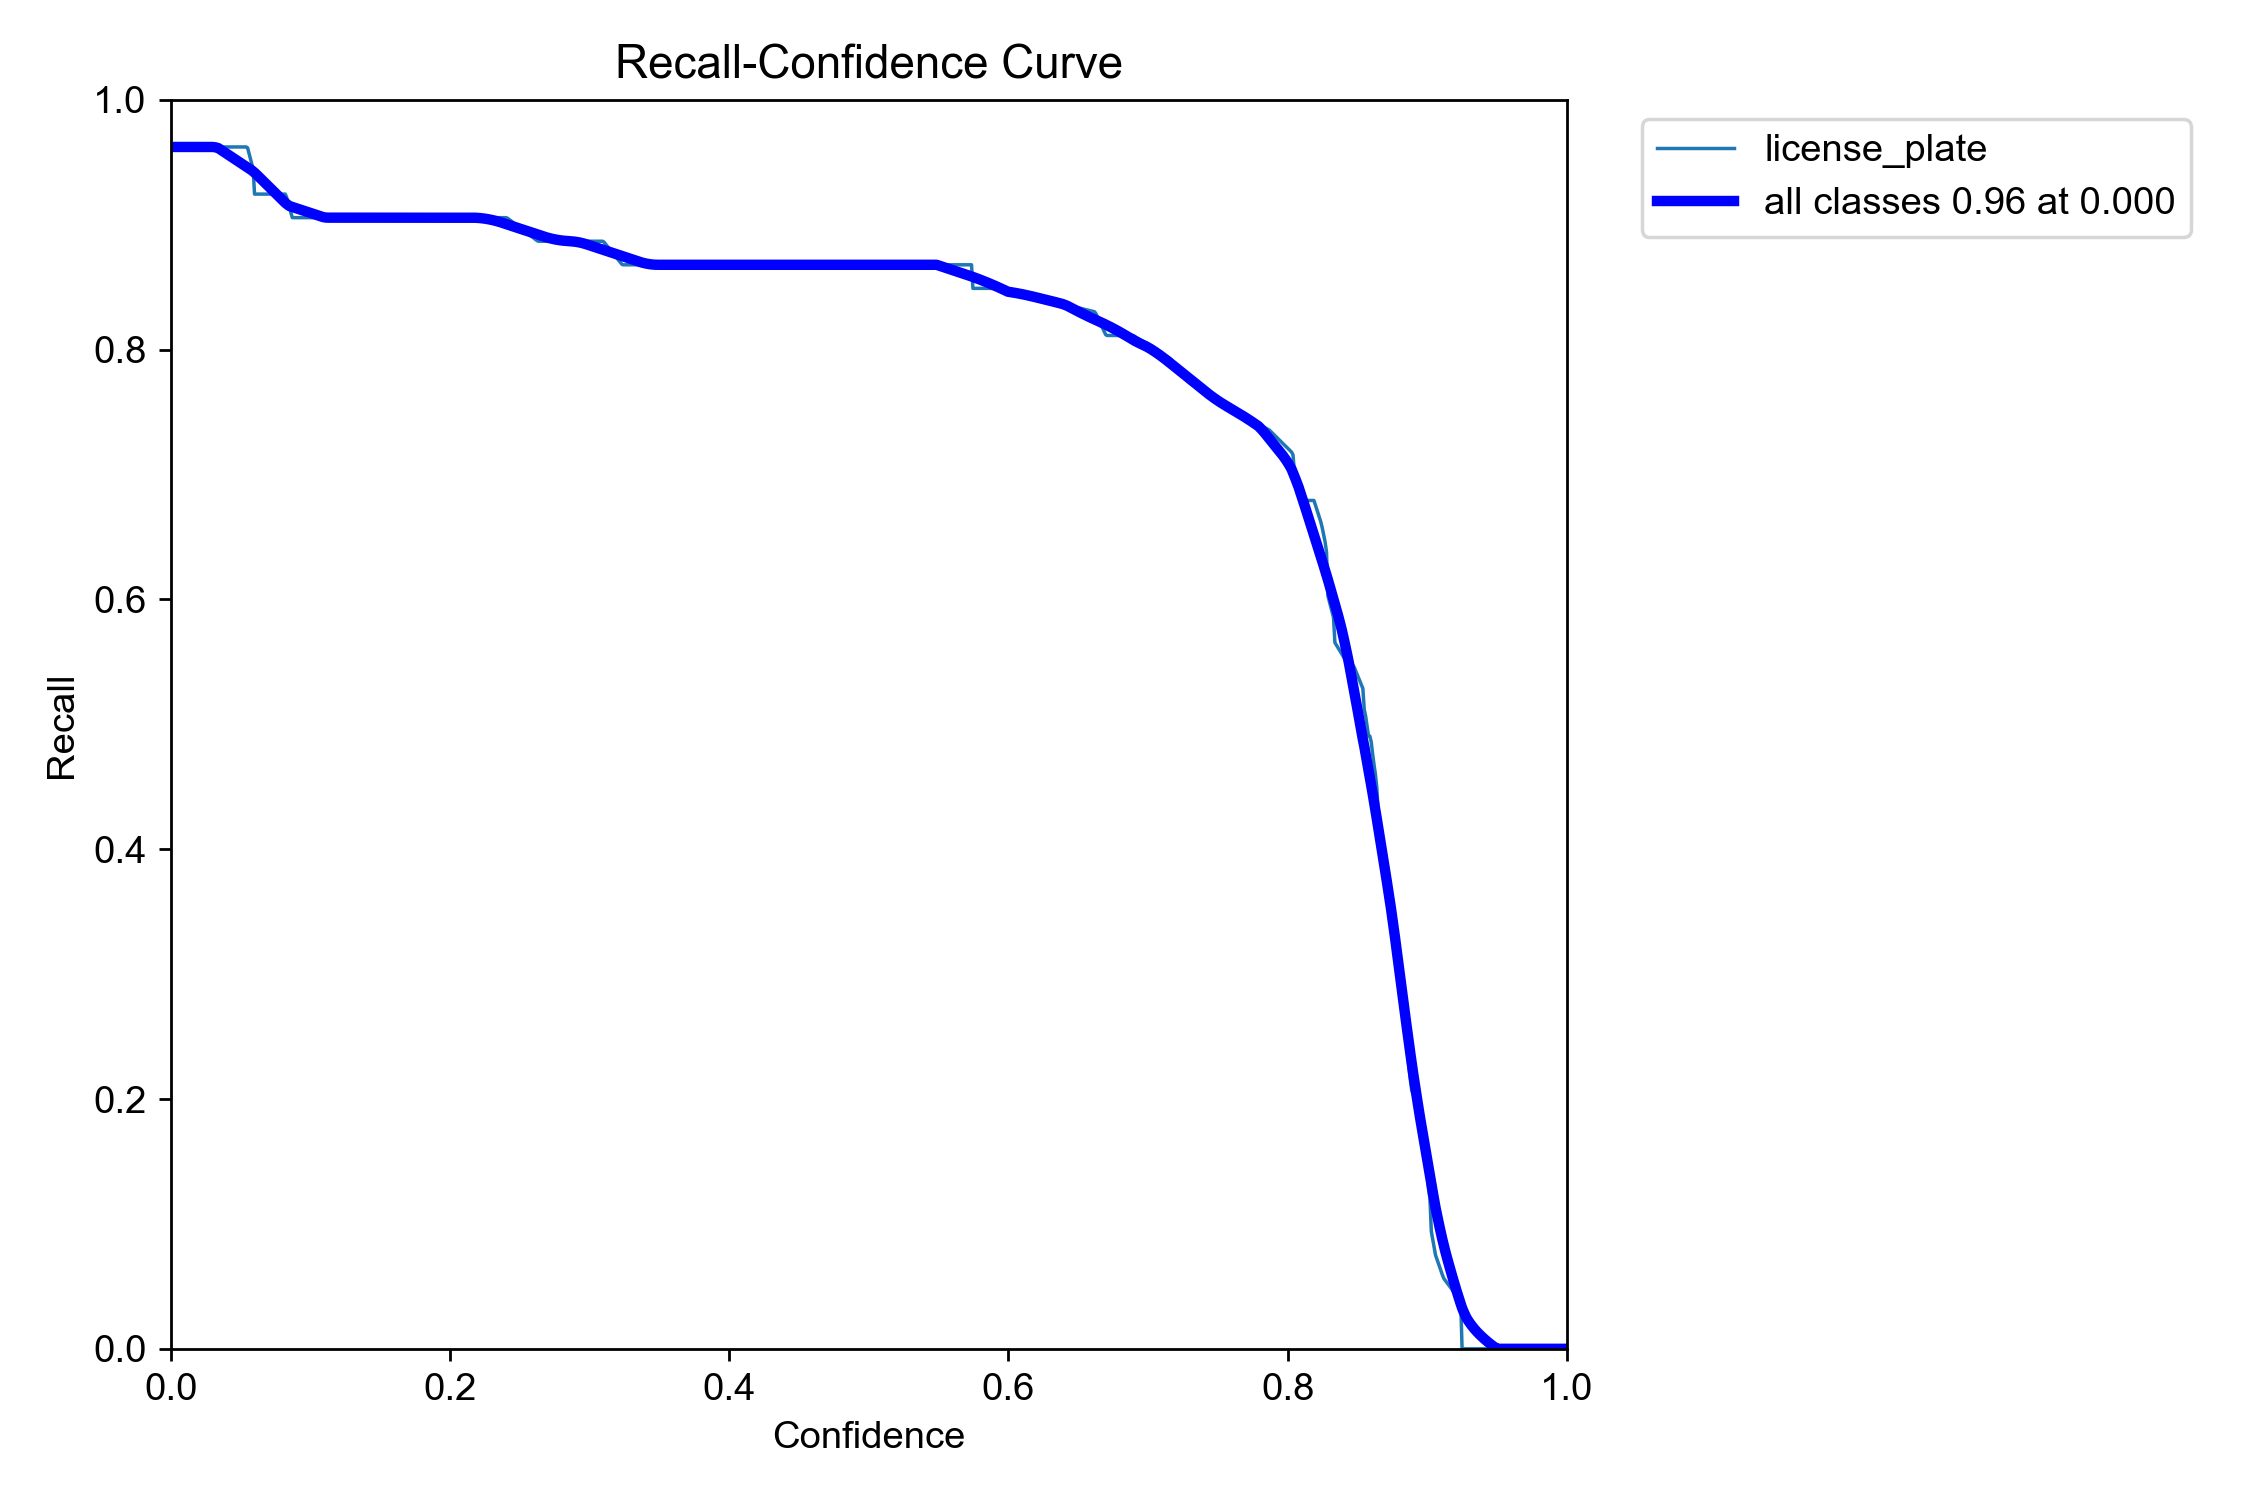 Recall-Confidence Curve
1.0
0.8
0.6
0.4
0.2
0.0
Recall
0.0 0.2 0.4 0.6 0.8 1.0
Confidence
license_plate
all classes 0.96 at 0.000